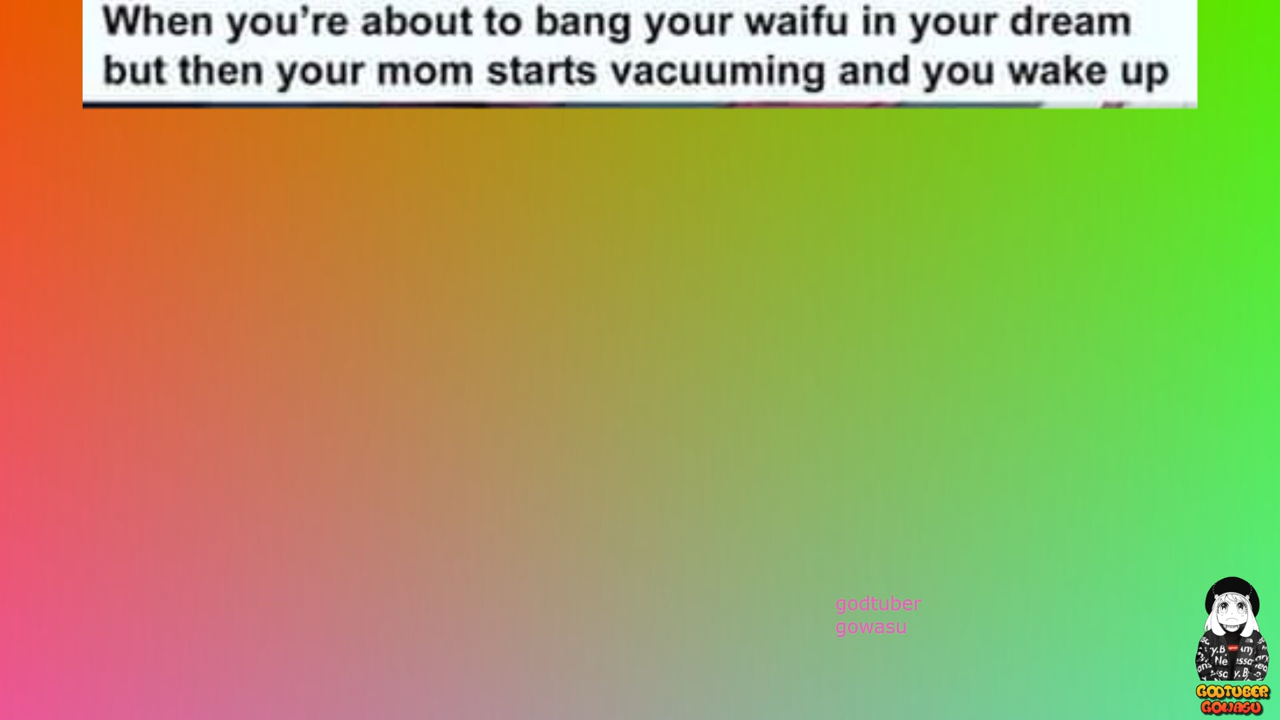 When you're about to bang your waifu in your dream
but then your mom starts vacuuming and you wake up
godtuber
gowasu
GODTUBER
GOWASU